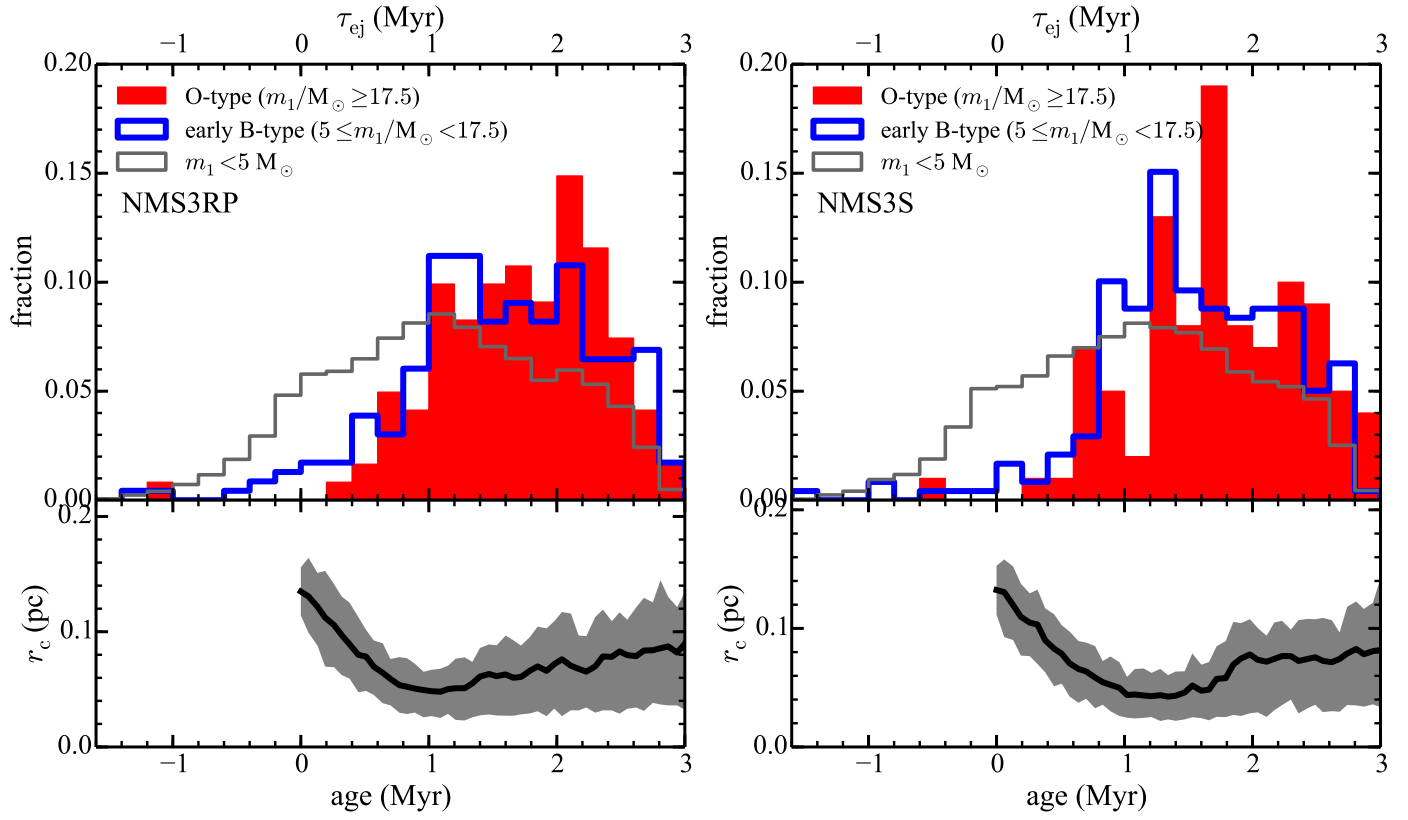 τej (Myr)
−1 0 1 2 3
0.20
0.15
0.10
0.05
0.00
fraction
O-type (m1/M⊙ ≥17.5)
early B-type (5 ≤m1/M⊙ <17.5)
m1 <5 M⊙
NMS3RP
0.2
0.1
0.0
rc (pc)
−1 0 1 2 3
age (Myr)
τej (Myr)
−1 0 1 2 3
0.20
0.15
0.10
0.05
0.00
fraction
O-type (m1/M⊙ ≥17.5)
early B-type (5 ≤m1/M⊙ <17.5)
m1 <5 M⊙
NMS3S
0.2
0.1
0.0
rc (pc)
−1 0 1 2 3
age (Myr)